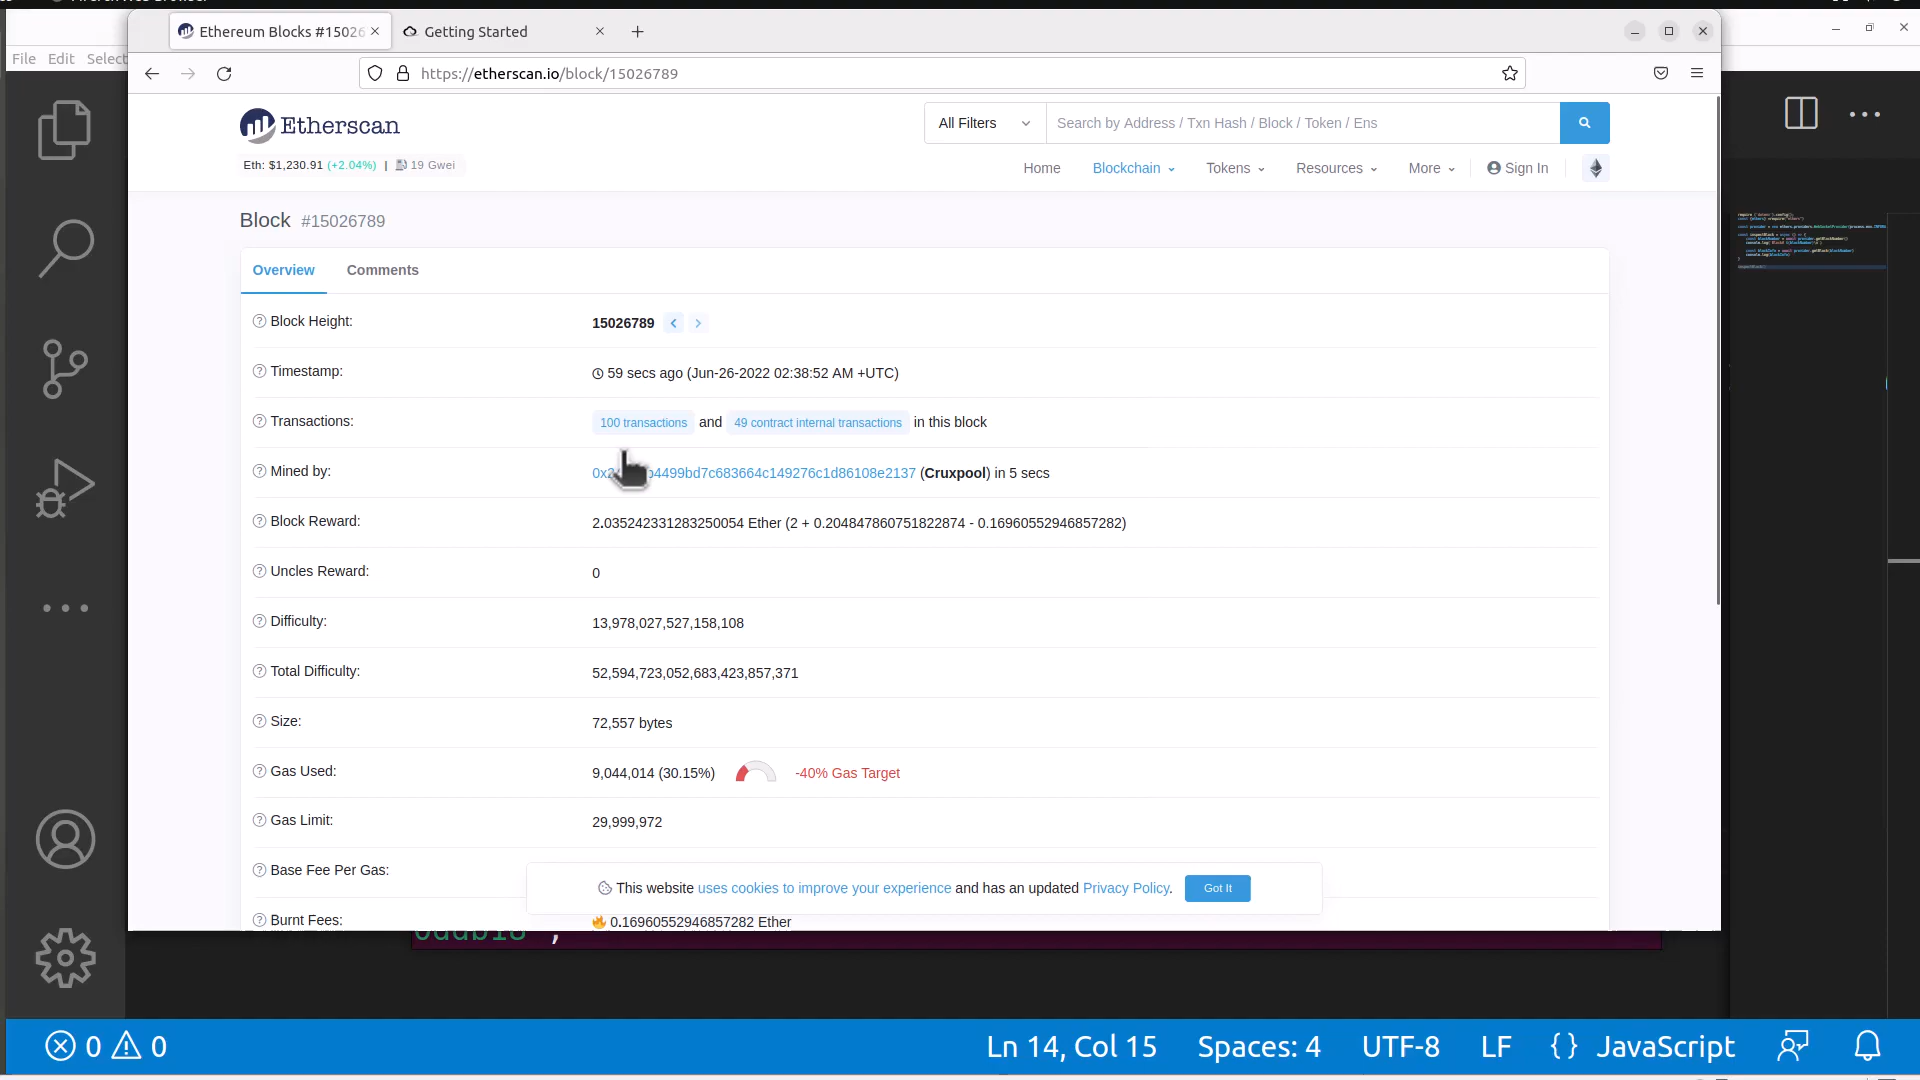 Ethereum Blocks #15026
Getting Started
File Edit Select
https://etherscan.io/block/15026789
Etherscan
All Filters
Search by Address / Txn Hash / Block / Token / Ens
Eth: $1,230.91 (+2.04%) | 19 Gwei
Home Blockchain Tokens Resources More Sign In
Block #15026789
Overview Comments
Block Height: 15026789
Timestamp: 59 secs ago (Jun-26-2022 02:38:52 AM +UTC)
Transactions: 100 transactions and 49 contract internal transactions in this block
Mined by: 4499bd7c683664c149276c1d86108e2137 (Cruxpool) in 5 secs
Block Reward: 2.035242331283250054 Ether (2 + 0.204847860751822874 - 0.16960552946857282)
Uncles Reward: 0
Difficulty: 13,978,027,527,158,108
Total Difficulty: 52,594,723,052,683,423,857,371
Size: 72,557 bytes
Gas Used: 9,044,014 (30.15%) -40% Gas Target
Gas Limit: 29,999,972
Base Fee Per Gas:
This website uses cookies to improve your experience and has an updated Privacy Policy. Got It
Burnt Fees: 0.16960552946857282 Ether
0 0
Ln 14, Col 15 Spaces: 4 UTF-8 LF {} JavaScript